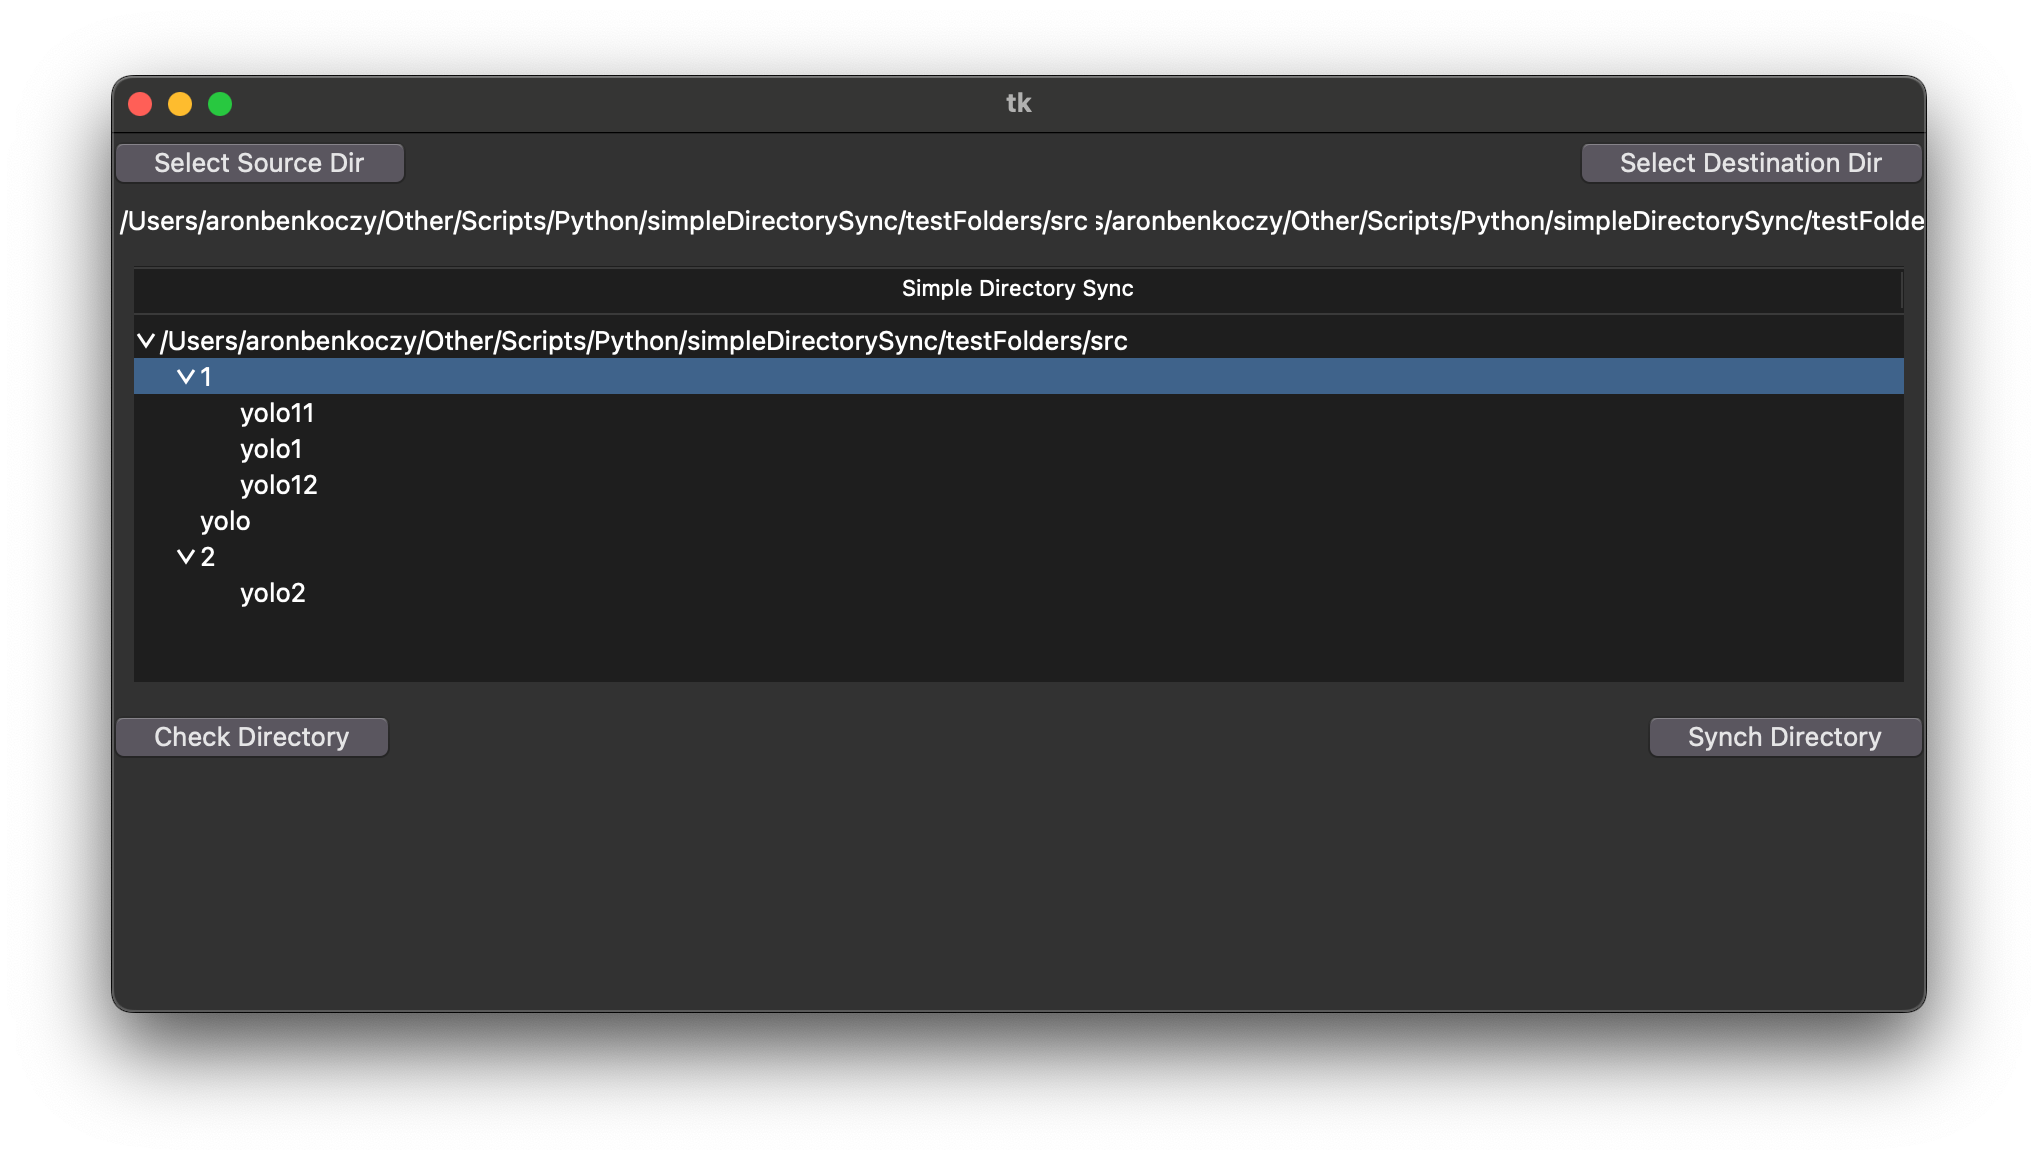 tk
Select Source Dir
Select Destination Dir
/Users/aronbenkoczy/Other/Scripts/Python/simpleDirectorySync/testFolders/src
s/aronbenkoczy/Other/Scripts/Python/simpleDirectorySync/testFolde
Simple Directory Sync
/Users/aronbenkoczy/Other/Scripts/Python/simpleDirectorySync/testFolders/src
1
yolo11
yolo1
yolo12
yolo
2
yolo2
Check Directory
Synch Directory